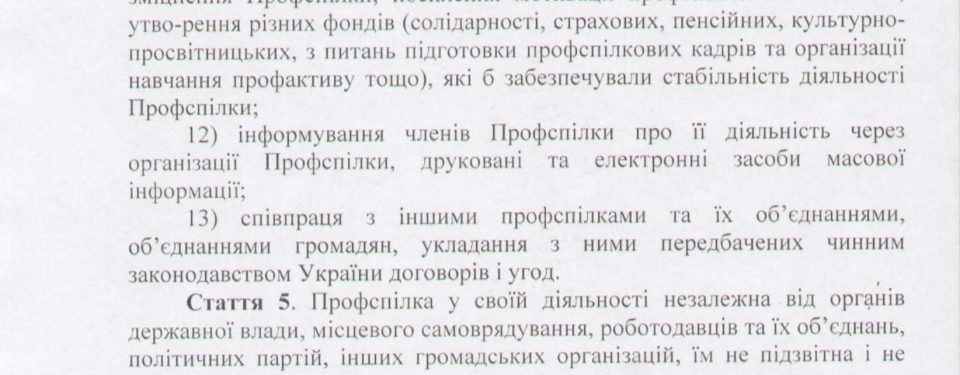 зміцнення Профспілки, посилення мотивації
утво-рення різних фондів (солідарності, страхових, пенсійних, культурно-
просвітницьких, з питань підготовки профспілкових кадрів та організації
навчання профактиву тощо), які б забезпечували стабільність діяльності
Профспілки;
12) інформування членів Профспілки про її діяльність через
організації Профспілки, друковані та електронні засоби масової
інформації;
13) співпраця з іншими профспілками та їх об’єднаннями,
об’єднаннями громадян, укладання з ними передбачених чинним
законодавством України договорів і угод.
Стаття 5. Профспілка у своїй діяльності незалежна від органів
державної влади, місцевого самоврядування, роботодавців та їх об’єднань,
політичних партій, інших громадських організацій, їм не підзвітна і не